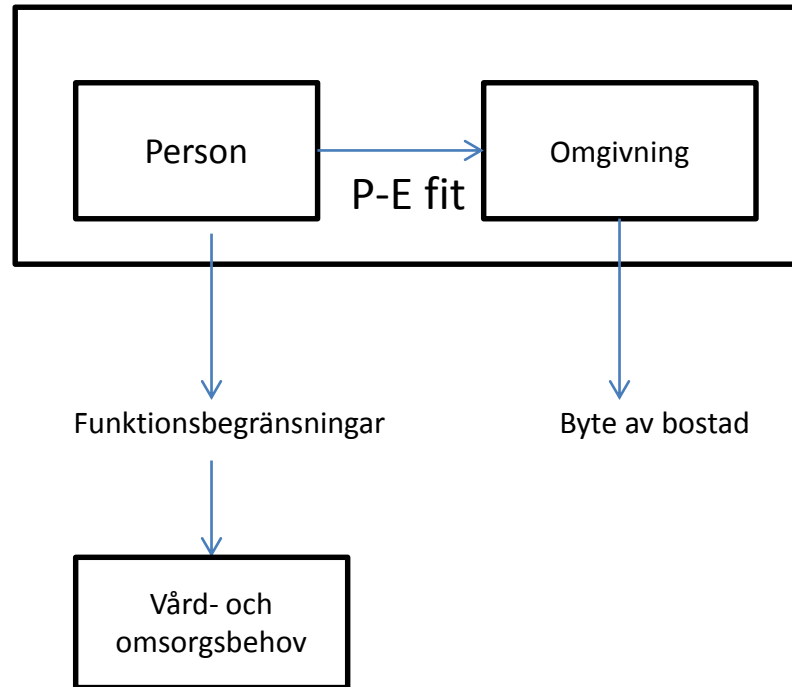 Person
Omgivning
P-E fit
Funktionsbegränsningar
Byte av bostad
Vård- och
omsorgsbehov